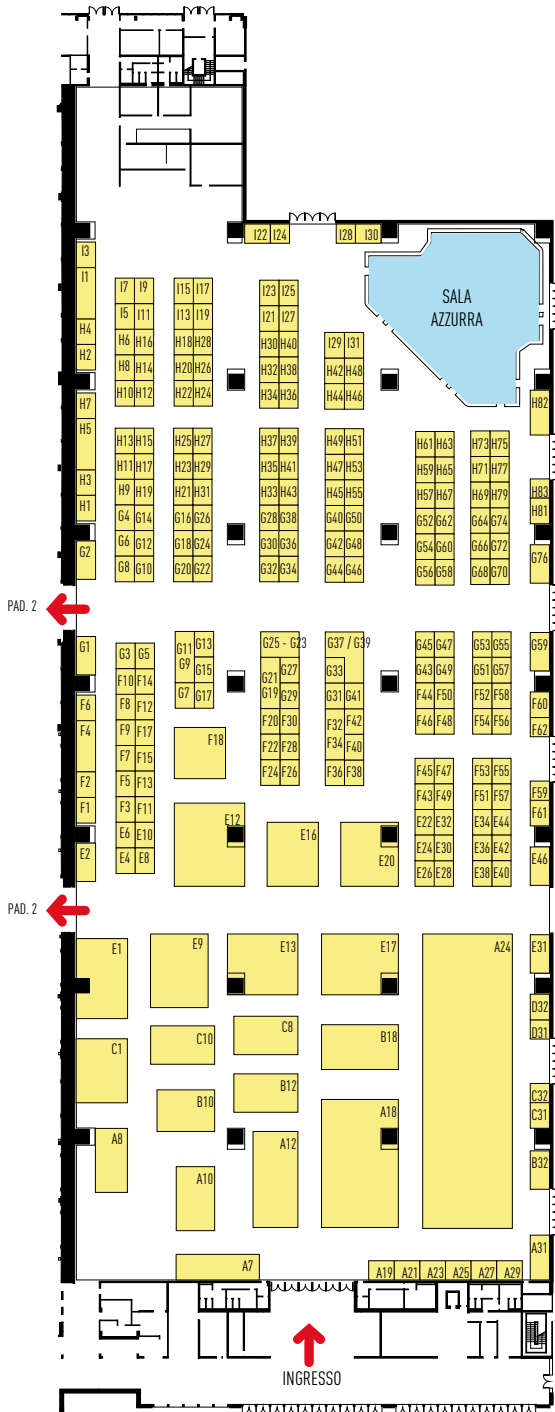 I22 I24 I28 I30
I3
SALA
AZZURRA
I1
I7 I9 I15 I17 I23 I25
I5 I11 I13 I19 I21 I27
H4
H6 H16 H18 H28 H30 H40 I29 I31
H2
H8 H14 H20 H26 H32 H38 H42 H48
H10 H12 H22 H24 H34 H36 H44 H46
H7 H82
H5
H13 H15 H25 H27 H37 H39 H49 H51 H61 H63 H73 H75
H11 H17 H23 H29 H35 H41 H47 H53 H59 H65 H71 H77
H3 H83
H9 H19 H21 H31 H33 H43 H45 H55 H57 H67 H69 H79
H1 H81
G4 G14 G16 G26 G28 G38 G40 G50 G52 G62 G64 G74
G6 G12 G18 G24 G30 G36 G42 G48 G54 G60 G66 G72
G2 G76
G8 G10 G20 G22 G32 G34 G44 G46 G56 G58 G68 G70
PAD. 2
G1 G11 G13 G25 - G23 G37 / G39 G45 G47 G53 G55 G59
G3 G5 G9 G15 G27 G33 G43 G49 G51 G57
F10 F14 G21
G7 G17 G19 G29 G31 G41 F44 F50 F52 F58
F6 F8 F12 F60
F20 F30 F32 F42 F46 F48 F54 F56
F4 F9 F17 F18 F62
F22 F28 F34 F40
F7 F15 F24 F26 F36 F38 F45 F47 F53 F55
F2 F5 F13 F43 F49 F51 F57 F59
F1 F3 F11 E12 E22 E32 E34 E44 F61
E6 E10 E16 E24 E30 E36 E42
E2 E4 E8 E20 E26 E28 E38 E40 E46
PAD. 2
E1 E9 E13 E17 A24 E31
D32
D31
C1 C10 C8 B18
B10 B12 C32
A18 C31
A8 A12
A10 B32
A31
A7 A19 A21 A23 A25 A27 A29
INGRESSO